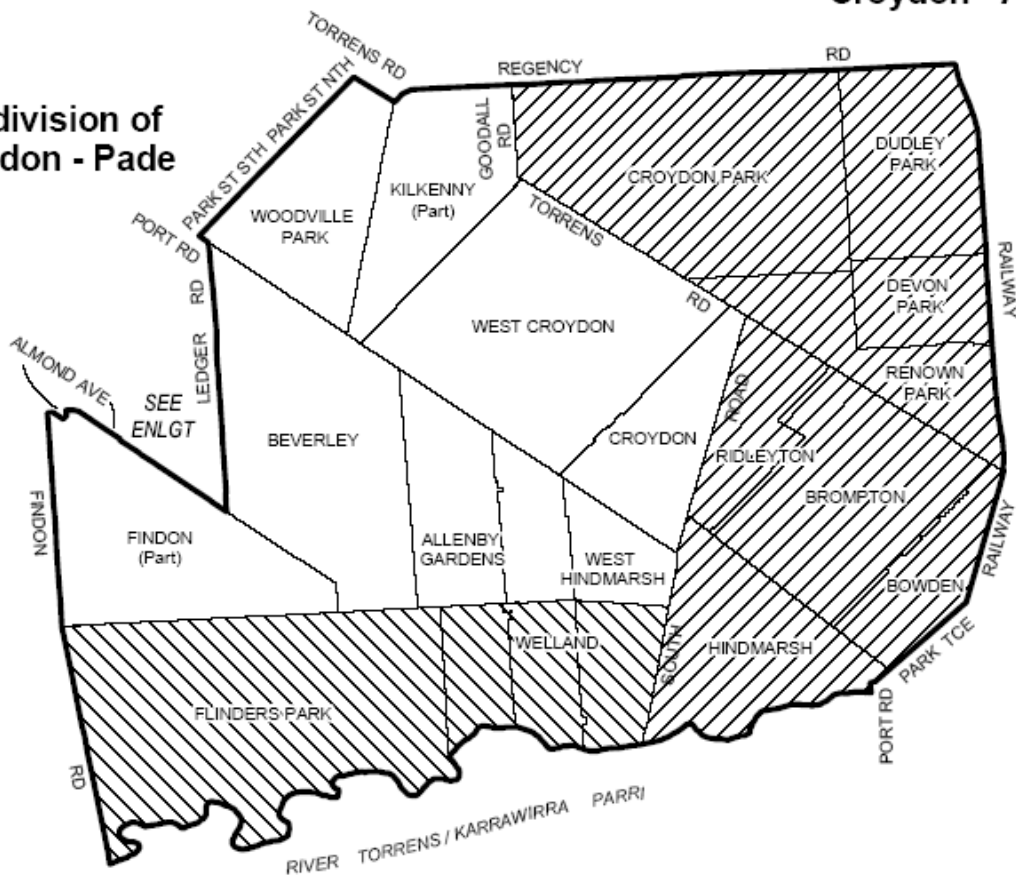 Croydon
TORRENS RD
REGENCY
RD
division of
don - Pade
PARK ST STH PARK ST NTH
GOODALL
RD
DUDLEY
PARK
CROYDON PARK
KILKENNY
(Part)
WOODVILLE
PARK
PORT RD
TORRENS
RD
RAILWAY
DEVON
PARK
LEDGER RD
WEST CROYDON
RENOWN
PARK
ALMOND AVE
SEE
ENLGT
ROAD
BEVERLEY
CROYDON
RIDLEYTON
BROMPTON
FINDON
FINDON
(Part)
ALLENBY
GARDENS
WEST
HINDMARSH
RAILWAY
BOWDEN
WELLAND
SOUTH
HINDMARSH
PARK TCE
FLINDERS PARK
PORT RD
RD
RIVER TORRENS / KARRAWIRRA PARRI